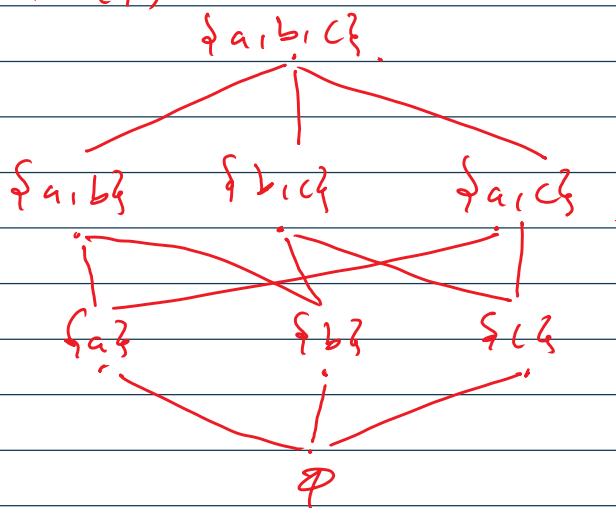 {a,b,c}
{a,b} {b,c} {a,c}
{a} {b} {c}
φ